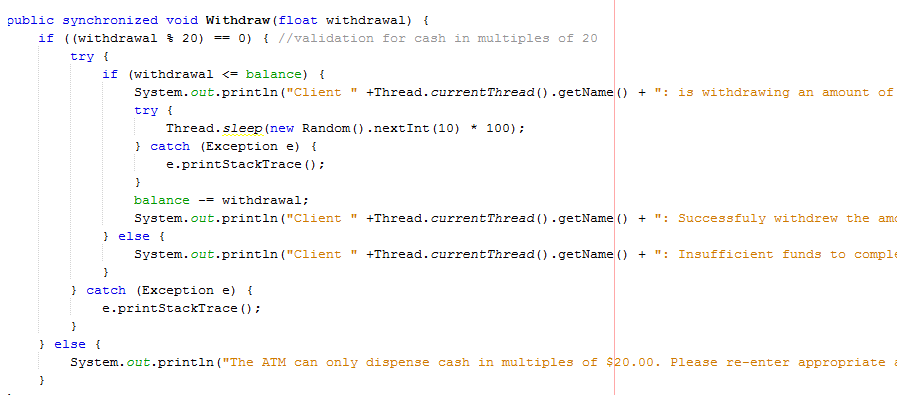 public synchronized void Withdraw(float withdrawal) {
if ((withdrawal % 20) == 0) { //validation for cash in multiples of 20
try {
if (withdrawal <= balance) {
System.out.println("Client " +Thread.currentThread().getName() + ": is withdrawing an amount of
try {
Thread.sleep(new Random().nextInt(10) * 100);
} catch (Exception e) {
e.printStackTrace();
}
balance -= withdrawal;
System.out.println("Client " +Thread.currentThread().getName() + ": Successfuly withdrew the
} else {
System.out.println("Client " +Thread.currentThread().getName() + ": Insufficient funds to
}
} catch (Exception e) {
e.printStackTrace();
}
} else {
System.out.println("The ATM can only dispense cash in multiples of $20.00. Please re-enter appropriate
}